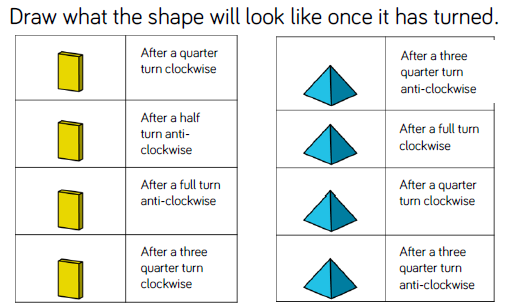 Draw what the shape will look like once it has turned.
After a quarter
turn clockwise
After a half
turn anti-
clockwise
After a full turn
anti-clockwise
After a three
quarter turn
clockwise
After a three
quarter turn
anti-clockwise
After a full turn
clockwise
After a quarter
turn clockwise
After a three
quarter turn
anti-clockwise